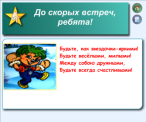 До скорых встреч,
ребята!
Будьте, как звездочки-яркими!
Будьте весёлыми, милыми!
Между собою дружными,
Будьте всегда счастливыми!